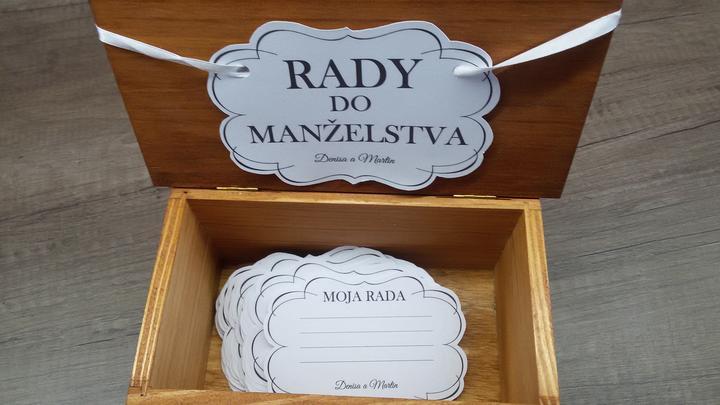 RADY
DO
MANŽELSTVA
Denisa a Martin
MOJA RADA
Denisa a Martin